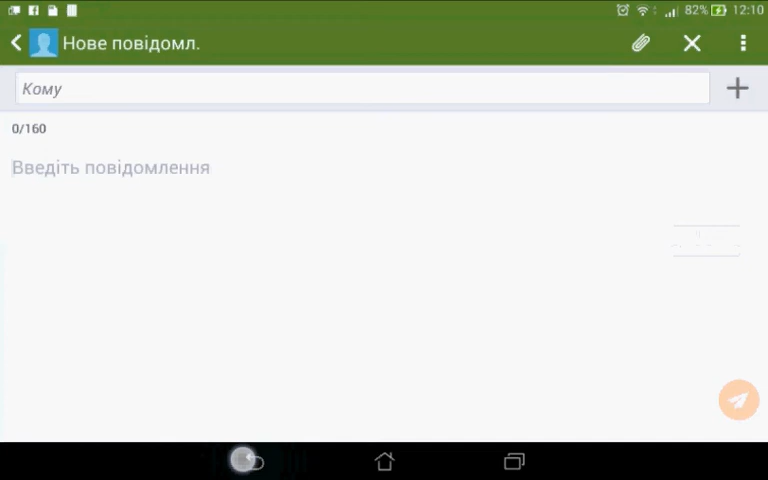 82% 12:10
Нове повідомл.
Кому
0/160
Введіть повідомлення